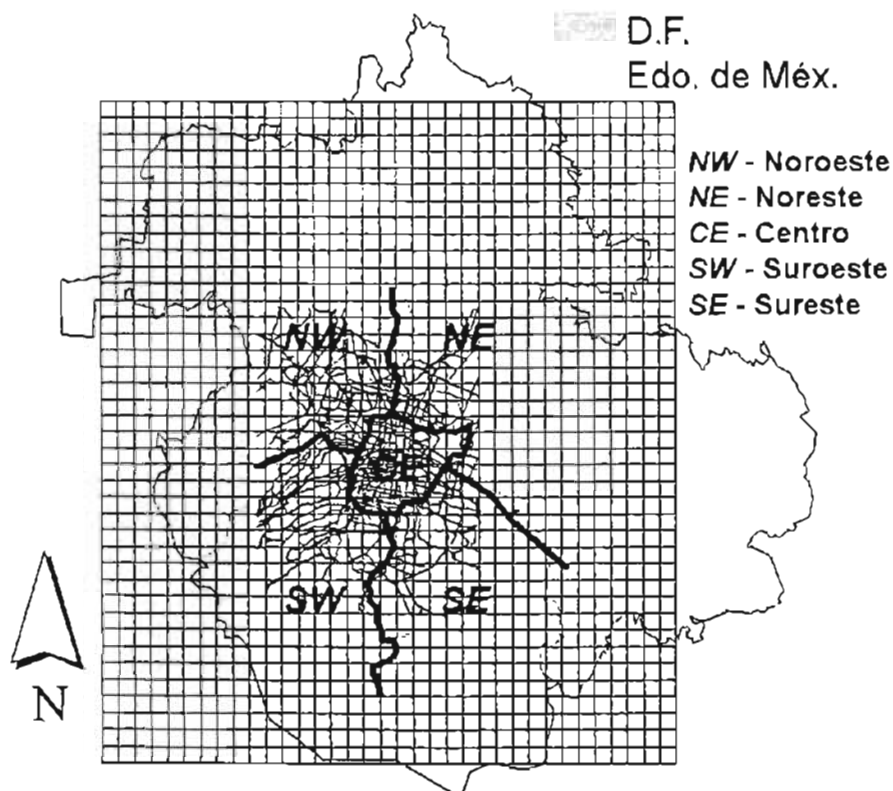 D.F.
Edo. de Méx.
NW - Noroeste
NE - Noreste
CE - Centro
SW - Suroeste
SE - Sureste
NW
NE
CE
SW
SE
N